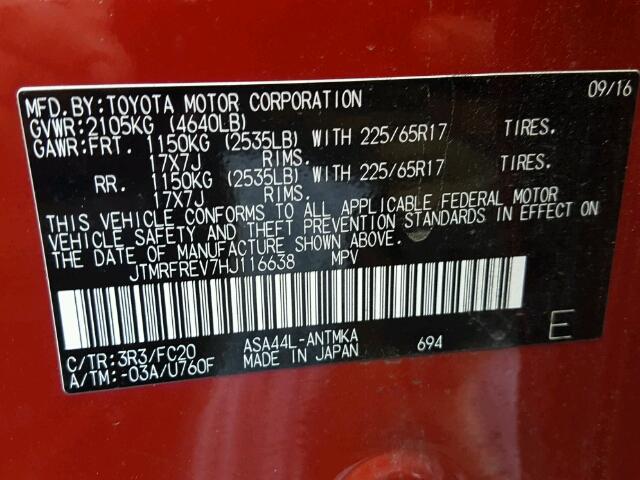 MFD.BY:TOYOTA MOTOR CORPORATION 09/16
GVWR:2105KG (4640LB)
GAWR:FRT. 1150KG (2535LB) WITH 225/65R17 TIRES.
17X7J RIMS.
RR. 1150KG (2535LB) WITH 225/65R17 TIRES.
17X7J RIMS.
THIS VEHICLE CONFORMS TO ALL APPLICABLE FEDERAL MOTOR
VEHICLE SAFETY AND THEFT PREVENTION STANDARDS IN EFFECT ON
THE DATE OF MANUFACTURE SHOWN ABOVE.
JTMRFREV7HJ116638 MPV
C/TR:3R3/FC20 ASA44L-ANTMKA 694 E
A/TM:-03A/U760F MADE IN JAPAN